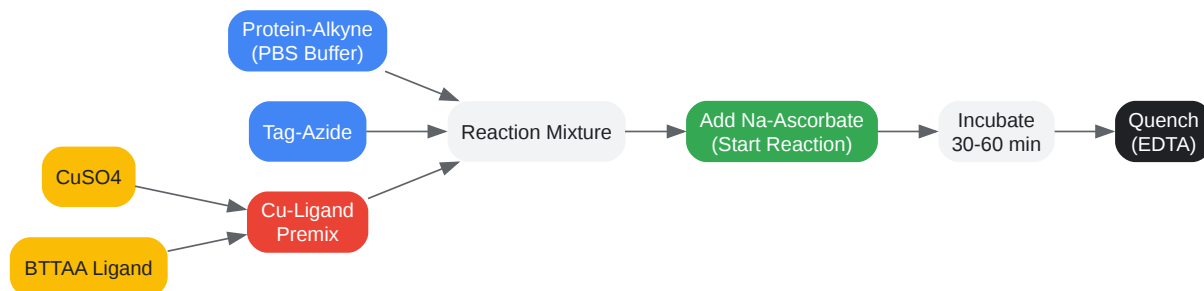 Protein-Alkyne
(PBS Buffer)
Tag-Azide
CuSO4
BTTAA Ligand
Cu-Ligand
Premix
Reaction Mixture
Add Na-Ascorbate
(Start Reaction)
Incubate
30-60 min
Quench
(EDTA)